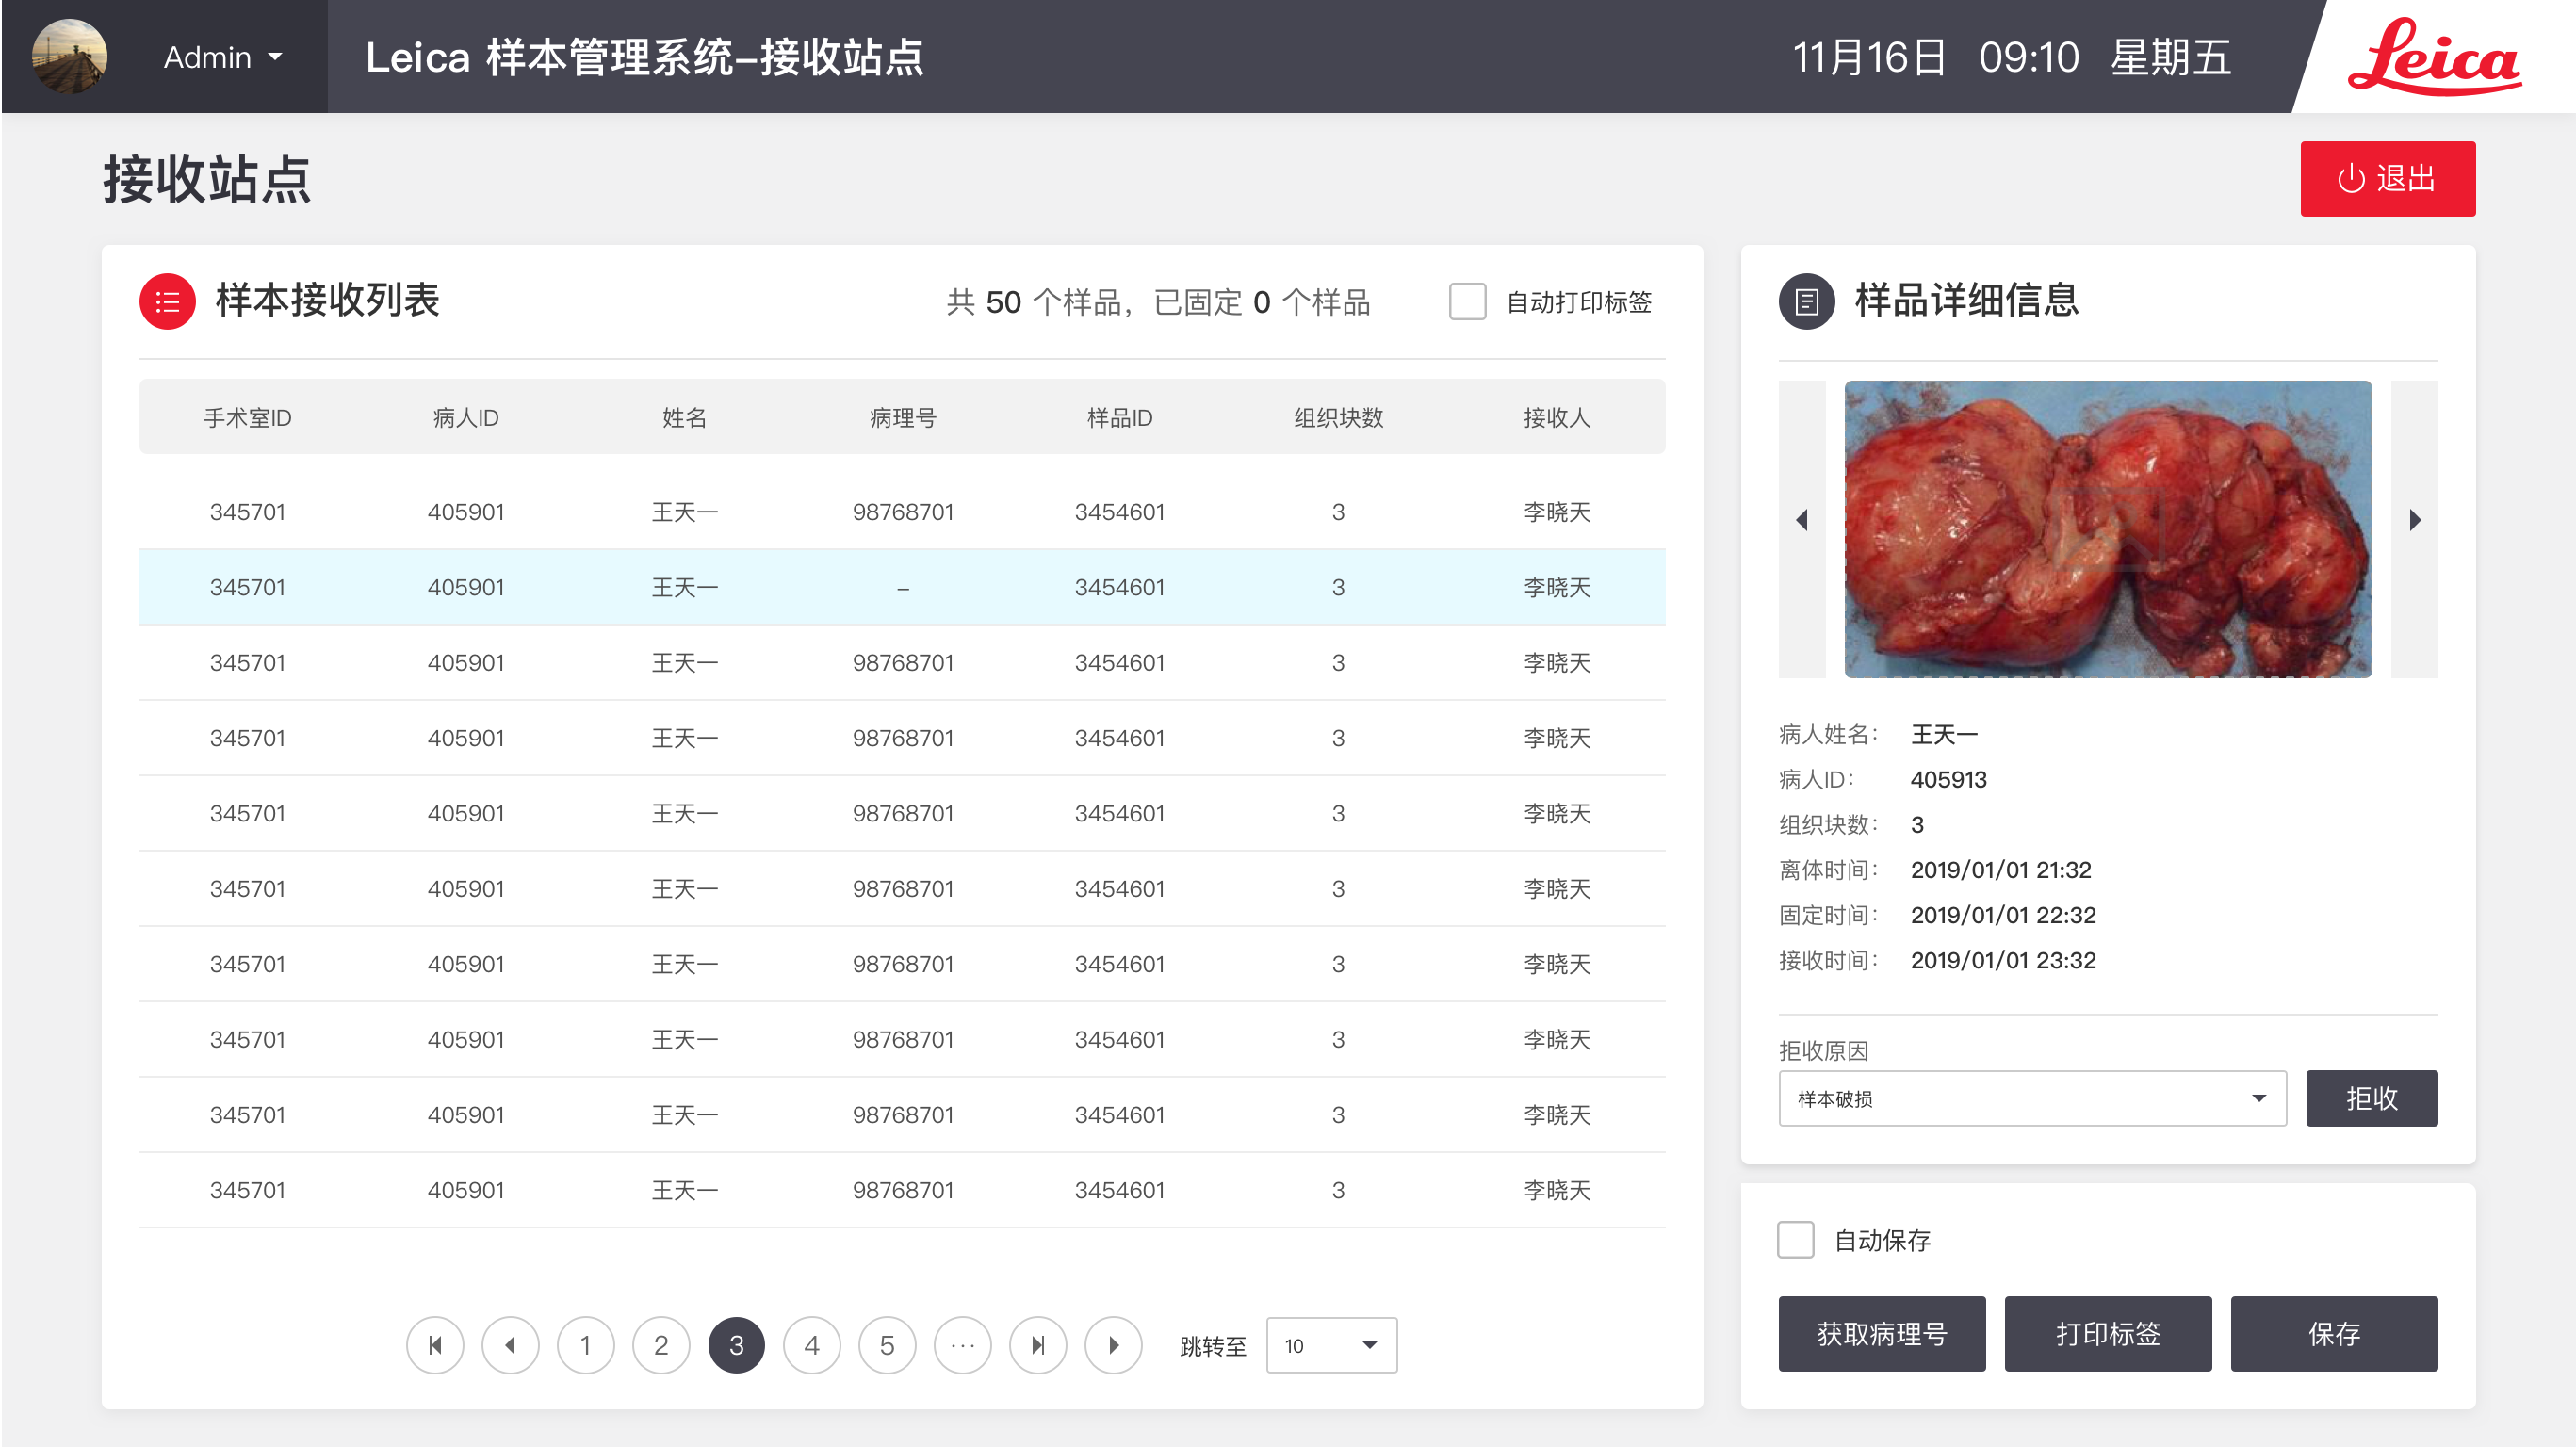 Admin
Leica 样本管理系统-接收站点
11月16日 09:10 星期五
Leica
接收站点
退出
样本接收列表
共 50 个样品，已固定 0 个样品
自动打印标签
手术室ID 病人ID 姓名 病理号 样品ID 组织块数 接收人
345701 405901 王天一 98768701 3454601 3 李晓天
345701 405901 王天一 – 3454601 3 李晓天
345701 405901 王天一 98768701 3454601 3 李晓天
345701 405901 王天一 98768701 3454601 3 李晓天
345701 405901 王天一 98768701 3454601 3 李晓天
345701 405901 王天一 98768701 3454601 3 李晓天
345701 405901 王天一 98768701 3454601 3 李晓天
345701 405901 王天一 98768701 3454601 3 李晓天
345701 405901 王天一 98768701 3454601 3 李晓天
345701 405901 王天一 98768701 3454601 3 李晓天
1 2 3 4 5 ··· 跳转至 10
样品详细信息
病人姓名： 王天一
病人ID： 405913
组织块数： 3
离体时间： 2019/01/01 21:32
固定时间： 2019/01/01 22:32
接收时间： 2019/01/01 23:32
拒收原因
样本破损
拒收
自动保存
获取病理号 打印标签 保存